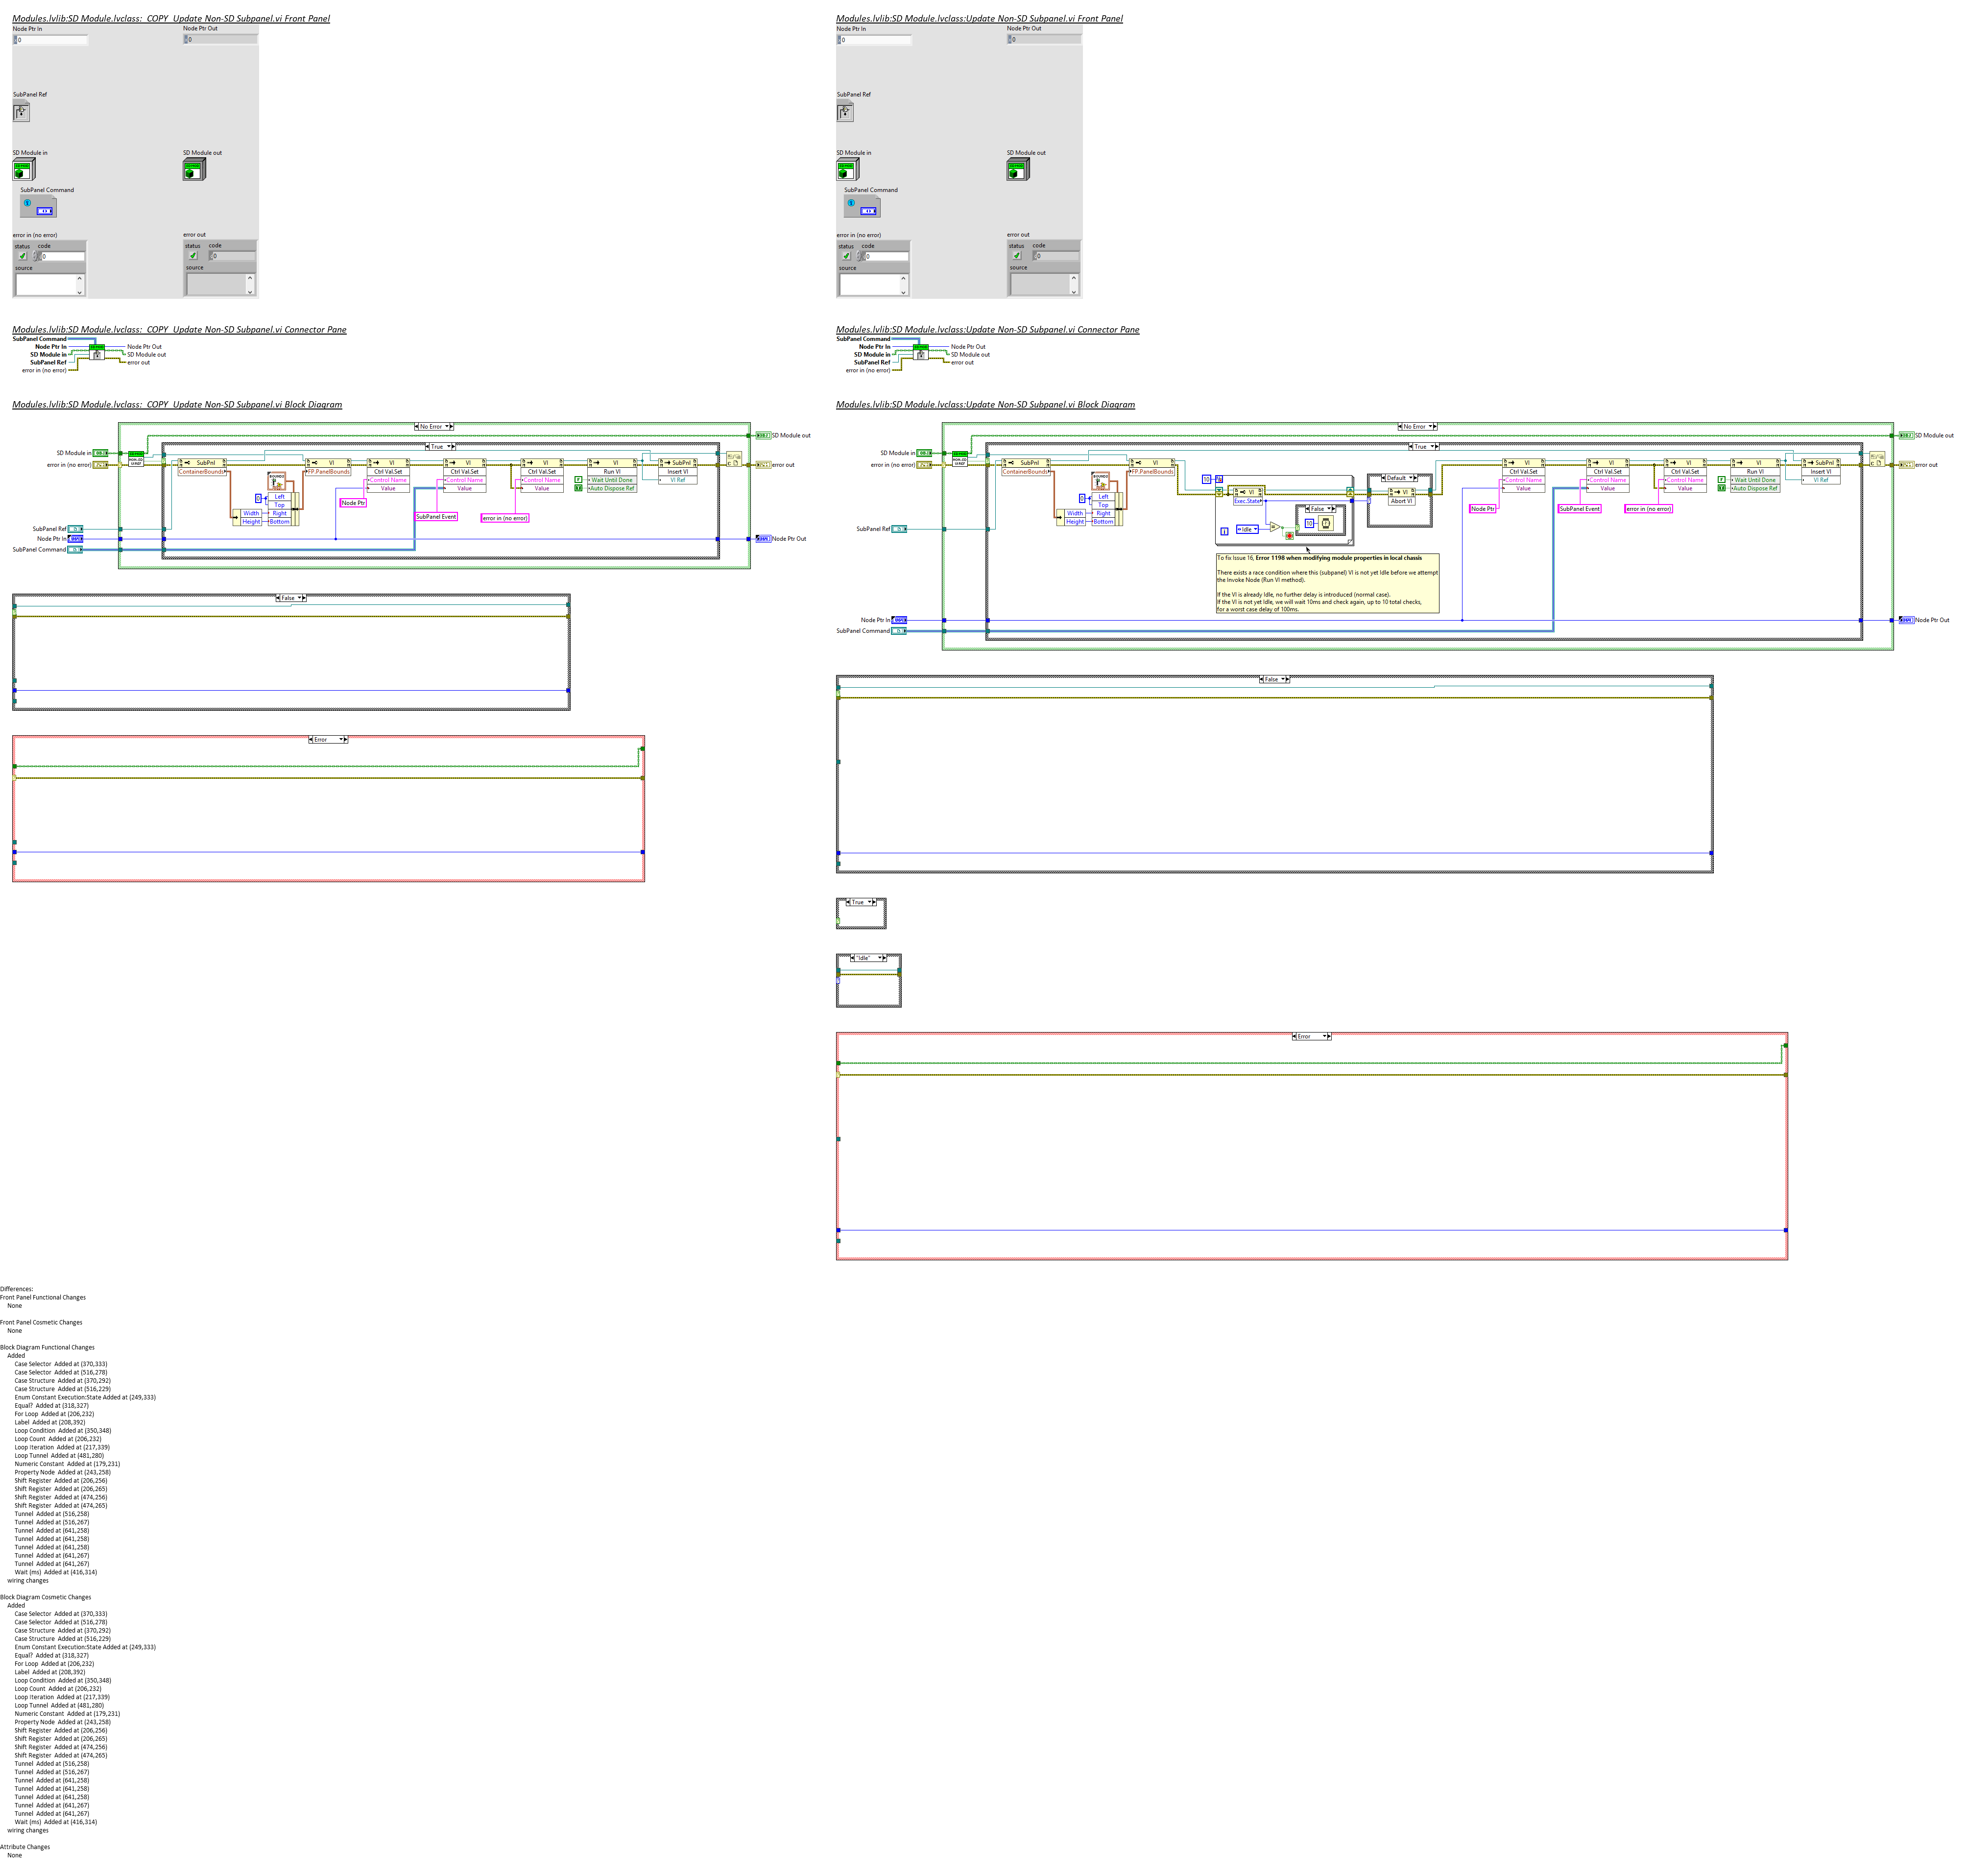 Modules.lvlib:SD Module.lvclass:_COPY_Update Non-SD Subpanel.vi Front Panel
Node Ptr In
Node Ptr Out
0
0
SubPanel Ref
SD Module in
SD Module out
SubPanel Command
error in (no error)
error out
status code
status code
0
0
source
source
Modules.lvlib:SD Module.lvclass:_COPY_Update Non-SD Subpanel.vi Connector Pane
SubPanel Command
Node Ptr In
Node Ptr Out
SD Module in
SD Module out
SubPanel Ref
error out
error in (no error)
Modules.lvlib:SD Module.lvclass:_COPY_Update Non-SD Subpanel.vi Block Diagram
No Error
SD Module out
True
SD Module in
error in (no error)
error out
SubPnl
ContainerBounds
VI
FP.PanelBounds
VI
Ctrl Val.Set
Control Name
Value
VI
Ctrl Val.Set
Control Name
Value
VI
Ctrl Val.Set
Control Name
Value
VI
Run VI
Wait Until Done
Auto Dispose Ref
SubPnl
Insert VI
VI Ref
BOUNDS
0
Left
Top
Width
Right
Height
Bottom
Node Ptr
SubPanel Event
error in (no error)
SubPanel Ref
Node Ptr In
Node Ptr Out
SubPanel Command
False
Error
Modules.lvlib:SD Module.lvclass:Update Non-SD Subpanel.vi Front Panel
Node Ptr In
Node Ptr Out
0
0
SubPanel Ref
SD Module in
SD Module out
SubPanel Command
error in (no error)
error out
status code
status code
0
0
source
source
Modules.lvlib:SD Module.lvclass:Update Non-SD Subpanel.vi Connector Pane
SubPanel Command
Node Ptr In
Node Ptr Out
SD Module in
SD Module out
SubPanel Ref
error out
error in (no error)
Modules.lvlib:SD Module.lvclass:Update Non-SD Subpanel.vi Block Diagram
No Error
SD Module out
True
SD Module in
error in (no error)
error out
SubPnl
ContainerBounds
VI
FP.PanelBounds
BOUNDS
0
Left
Top
Width
Right
Height
Bottom
10
N
VI
Exec.State
i
Idle
False
10
Default
VI
Abort VI
VI
Ctrl Val.Set
Control Name
Value
VI
Ctrl Val.Set
Control Name
Value
VI
Ctrl Val.Set
Control Name
Value
VI
Run VI
Wait Until Done
Auto Dispose Ref
SubPnl
Insert VI
VI Ref
Node Ptr
SubPanel Event
error in (no error)
SubPanel Ref
To fix Issue 16, Error 1198 when modifying module properties in local chassis
There exists a race condition where this (subpanel) VI is not yet Idle before we attempt
the Invoke Node (Run VI method).
If the VI is already Idle, no further delay is introduced (normal case).
If the VI is not yet Idle, we will wait 10ms and check again, up to 10 total checks,
for a worst case delay of 100ms.
Node Ptr In
Node Ptr Out
SubPanel Command
False
True
"Idle"
Error
Differences:
Front Panel Functional Changes
None
Front Panel Cosmetic Changes
None
Block Diagram Functional Changes
Added
Case Selector Added at (370,333)
Case Selector Added at (516,278)
Case Structure Added at (370,292)
Case Structure Added at (516,229)
Enum Constant Execution:State Added at (249,333)
Equal? Added at (318,327)
For Loop Added at (206,232)
Label Added at (208,392)
Loop Condition Added at (350,348)
Loop Count Added at (206,232)
Loop Iteration Added at (217,339)
Loop Tunnel Added at (481,280)
Numeric Constant Added at (179,231)
Property Node Added at (243,258)
Shift Register Added at (206,256)
Shift Register Added at (206,265)
Shift Register Added at (474,256)
Shift Register Added at (474,265)
Tunnel Added at (516,258)
Tunnel Added at (516,267)
Tunnel Added at (641,258)
Tunnel Added at (641,258)
Tunnel Added at (641,258)
Tunnel Added at (641,267)
Tunnel Added at (641,267)
Wait (ms) Added at (416,314)
wiring changes
Block Diagram Cosmetic Changes
Added
Case Selector Added at (370,333)
Case Selector Added at (516,278)
Case Structure Added at (370,292)
Case Structure Added at (516,229)
Enum Constant Execution:State Added at (249,333)
Equal? Added at (318,327)
For Loop Added at (206,232)
Label Added at (208,392)
Loop Condition Added at (350,348)
Loop Count Added at (206,232)
Loop Iteration Added at (217,339)
Loop Tunnel Added at (481,280)
Numeric Constant Added at (179,231)
Property Node Added at (243,258)
Shift Register Added at (206,256)
Shift Register Added at (206,265)
Shift Register Added at (474,256)
Shift Register Added at (474,265)
Tunnel Added at (516,258)
Tunnel Added at (516,267)
Tunnel Added at (641,258)
Tunnel Added at (641,258)
Tunnel Added at (641,258)
Tunnel Added at (641,267)
Tunnel Added at (641,267)
Wait (ms) Added at (416,314)
wiring changes
Attribute Changes
None